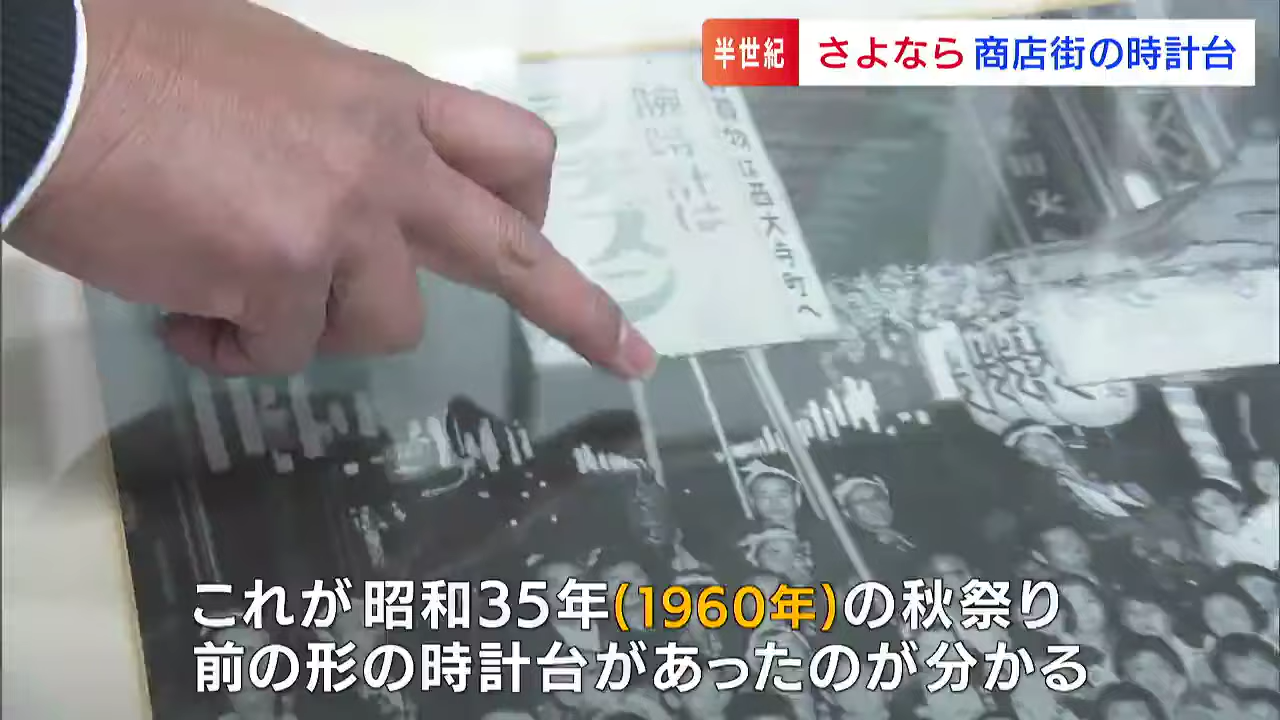 半世紀
さよなら 商店街の時計台
腕時計は
物は西大寺町へ
これが 昭和35年(1960年)の秋祭り
前の形の時計台があったのが分かる